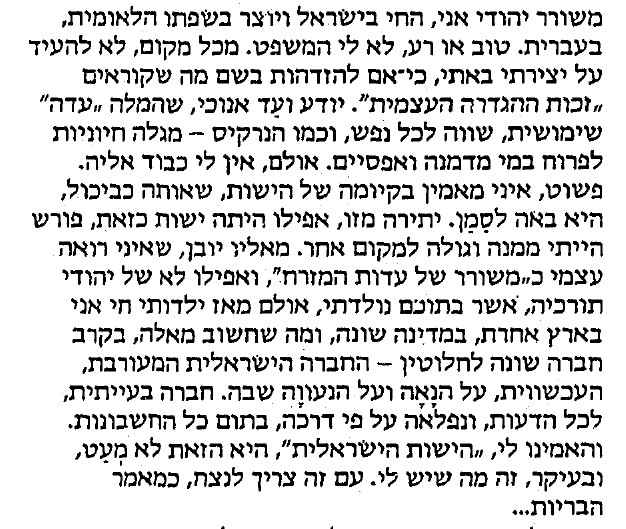 משורר יהודי אני, החי בישראל ויוצר בשפתו הלאומית,
בעברית. טוב או רע, לא לי המשפט. מכל מקום, לא להעיד
על יצירתי באתי, כי־אם להזדהות בשם מה שקוראים
„זכות ההגדרה העצמית”. יודע ועֵד אנוכי, שהמלה „עדה”
שימושית, שווה לכל נפש, וכמו הנרקיס – מגלה חיוניות
לפרוח במי מדמנה ואפסיים. אולם, אין לי כבוד אליה.
פשוט, איני מאמין בקיומה של הישות, שאותה כביכול,
היא באה לסַמֵן. יתירה מזו, אפילו היתה ישות כזאת, פורש
הייתי ממנה וגולה למקום אחר. מאליו יובן, שאיני רואה
עצמי כ„משורר של עדות המזרח”, ואפילו לא של יהודי
תורכיה, אשר בתוכם נולדתי, אולם מאז ילדותי חי אני
בארץ אחרת, במדינה שונה, ומה שחשוב מאלה, בקרב
חברה שונה לחלוטין – החברה הישראלית המעורבת,
העכשווית, על הנָאָה ועל הנעווָה שבה. חברה בעייתית,
לכל הדעות, ונפלאה על פי דרכה, בתום כל החשבונות.
והאמינו לי, „הישות הישראלית”, היא הזאת לא מְעַט,
ובעיקר, זה מה שיש לי. עם זה צריך לנצח, כמאמר
הבריות...